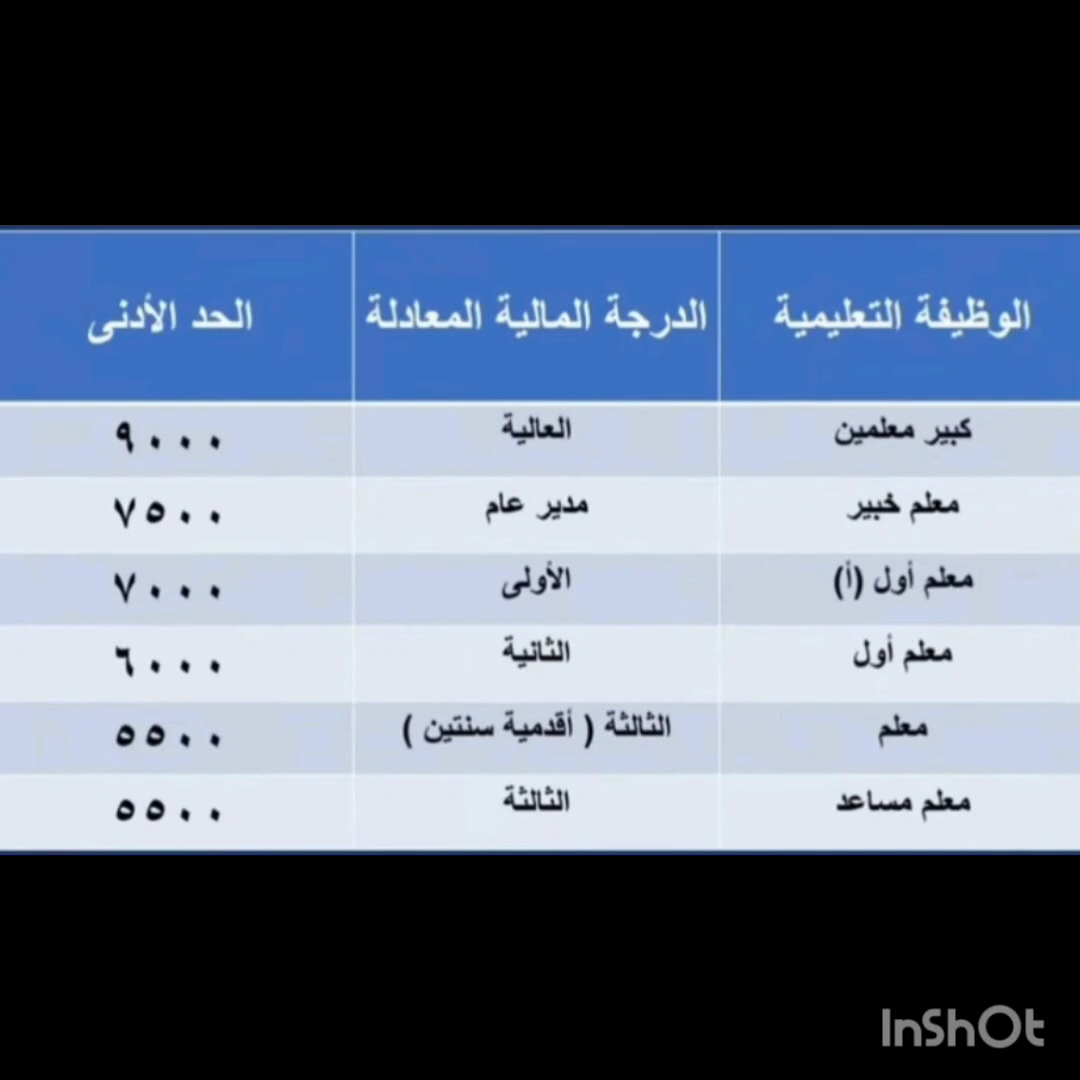 الوظيفة التعليمية الدرجة المالية المعادلة الحد الأدنى
كبير معلمين العالية ٩٠٠٠
معلم خبير مدير عام ٧٥٠٠
معلم أول (أ) الأولى ٧٠٠٠
معلم أول الثانية ٦٠٠٠
معلم الثالثة ( أقدمية سنتين ) ٥٥٠٠
معلم مساعد الثالثة ٥٥٠٠
InShOt